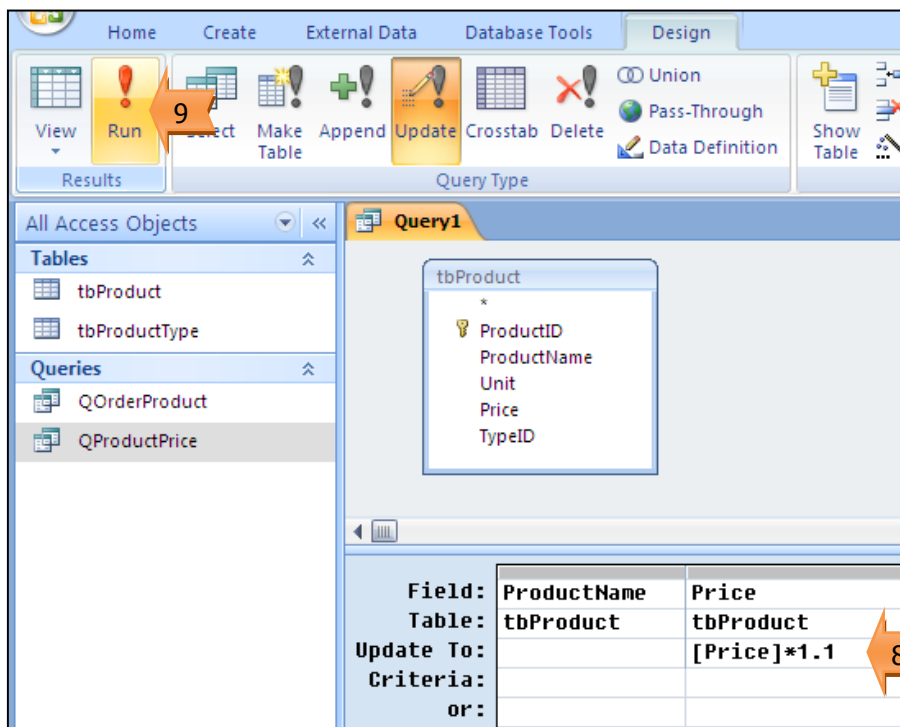 Home Create External Data Database Tools Design
View Run Select Make Table Append Update Crosstab Delete Show Table
9
Union
Pass-Through
Data Definition
Results Query Type
All Access Objects
Query1
Tables
tbProduct
tbProductType
Queries
QOrderProduct
QProductPrice
tbProduct
*
ProductID
ProductName
Unit
Price
TypeID
Field: ProductName Price
Table: tbProduct tbProduct
Update To: [Price]*1.1
8
Criteria:
or: